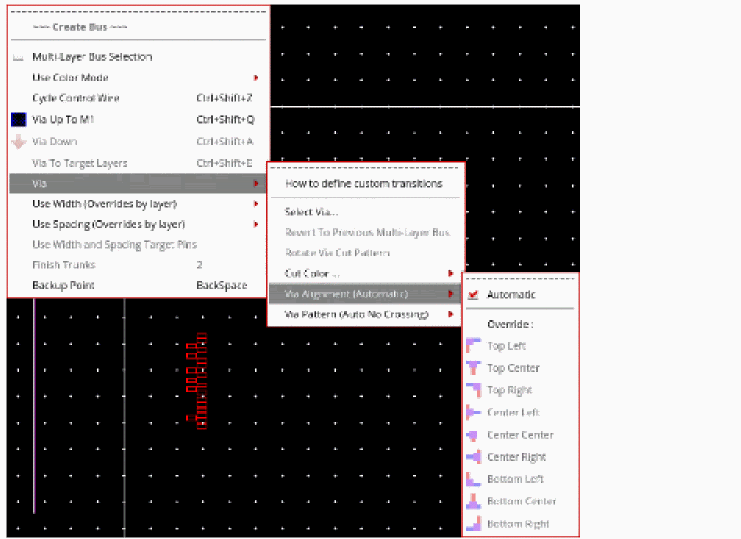 ~~~ Create Bus ~~~
Multi-Layer Bus Selection
Use Color Mode
Cycle Control Wire Ctrl+Shift+Z
Via Up To M1 Ctrl+Shift+Q
Via Down Ctrl+Shift+A
Via To Target Layers Ctrl+Shift+E
Via
Use Width (Overrides by layer)
Use Spacing (Overrides by layer)
Use Width and Spacing Target Pins
Finish Trunks 2
Backup Point BackSpace
How to define custom transitions
Select Via...
Revert To Previous Multi-Layer Bus
Rotate Via Cut Pattern
Cut Color ...
Via Alignment (Automatic)
Via Pattern (Auto No Crossing)
Automatic
Override :
Top Left
Top Center
Top Right
Center Left
Center Center
Center Right
Bottom Left
Bottom Center
Bottom Right